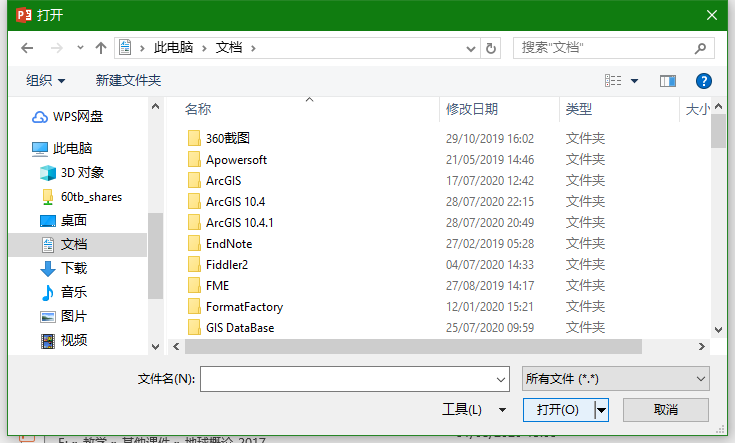 打开
此电脑 文档
搜索"文档"
组织 新建文件夹
名称 修改日期 类型 大小
WPS网盘
此电脑
3D 对象
60tb_shares
桌面
文档
下载
音乐
图片
视频
360截图 29/10/2019 16:02 文件夹
Apowersoft 21/05/2019 14:46 文件夹
ArcGIS 17/07/2020 12:42 文件夹
ArcGIS 10.4 28/07/2020 22:15 文件夹
ArcGIS 10.4.1 28/07/2020 20:49 文件夹
EndNote 27/02/2019 05:28 文件夹
Fiddler2 04/07/2020 14:33 文件夹
FME 27/08/2019 14:17 文件夹
FormatFactory 12/01/2020 15:21 文件夹
GIS DataBase 25/07/2020 09:59 文件夹
文件名(N):
所有文件 (*.*)
工具(L) 打开(O) 取消